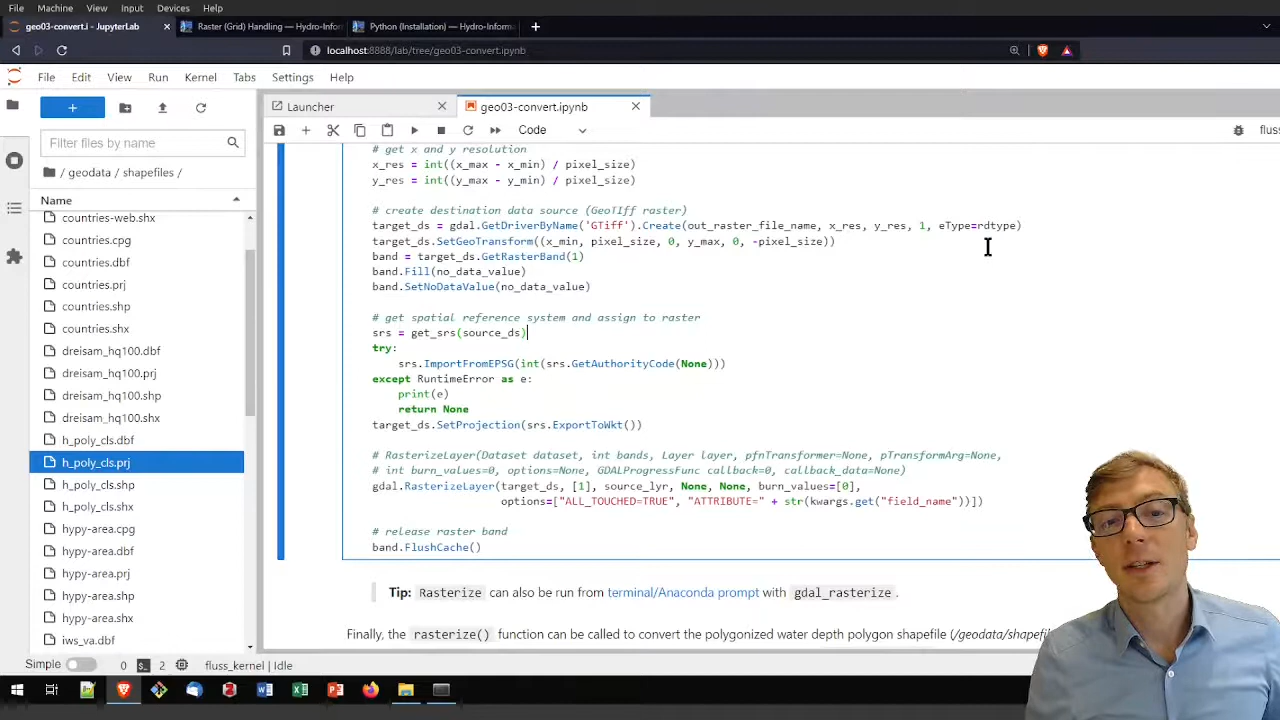 File Machine View Input Devices Help
geo03-convert.i - JupyterLab Raster (Grid) Handling — Hydro-Inform Python (Installation) — Hydro-Informa
localhost:8888/lab/tree/geo03-convert.ipynb
File Edit View Run Kernel Tabs Settings Help
Launcher geo03-convert.ipynb
Code fluss
Filter files by name
/ geodata / shapefiles /
Name
countries-web.shx
countries.cpg
countries.dbf
countries.prj
countries.shp
countries.shx
dreisam_hq100.dbf
dreisam_hq100.prj
dreisam_hq100.shp
dreisam_hq100.shx
h_poly_cls.dbf
h_poly_cls.prj
h_poly_cls.shp
h_poly_cls.shx
hypy-area.cpg
hypy-area.dbf
hypy-area.prj
hypy-area.shp
hypy-area.shx
iws_va.dbf
# get x and y resolution
x_res = int((x_max - x_min) / pixel_size)
y_res = int((y_max - y_min) / pixel_size)
# create destination data source (GeoTIff raster)
target_ds = gdal.GetDriverByName('GTiff').Create(out_raster_file_name, x_res, y_res, 1, eType=rdtype)
target_ds.SetGeoTransform((x_min, pixel_size, 0, y_max, 0, -pixel_size))
band = target_ds.GetRasterBand(1)
band.Fill(no_data_value)
band.SetNoDataValue(no_data_value)
# get spatial reference system and assign to raster
srs = get_srs(source_ds)
try:
srs.ImportFromEPSG(int(srs.GetAuthorityCode(None)))
except RuntimeError as e:
print(e)
return None
target_ds.SetProjection(srs.ExportToWkt())
# RasterizeLayer(Dataset dataset, int bands, Layer layer, pfnTransformer=None, pTransformArg=None,
# int burn_values=0, options=None, GDALProgressFunc callback=0, callback_data=None)
gdal.RasterizeLayer(target_ds, [1], source_lyr, None, None, burn_values=[0],
options=["ALL_TOUCHED=TRUE", "ATTRIBUTE=" + str(kwargs.get("field_name"))])
# release raster band
band.FlushCache()
Tip: Rasterize can also be run from terminal/Anaconda prompt with gdal_rasterize .
Finally, the rasterize() function can be called to convert the polygonized water depth polygon shapefile (/geodata/shapefi
Simple 0 2 fluss_kernel | Idle